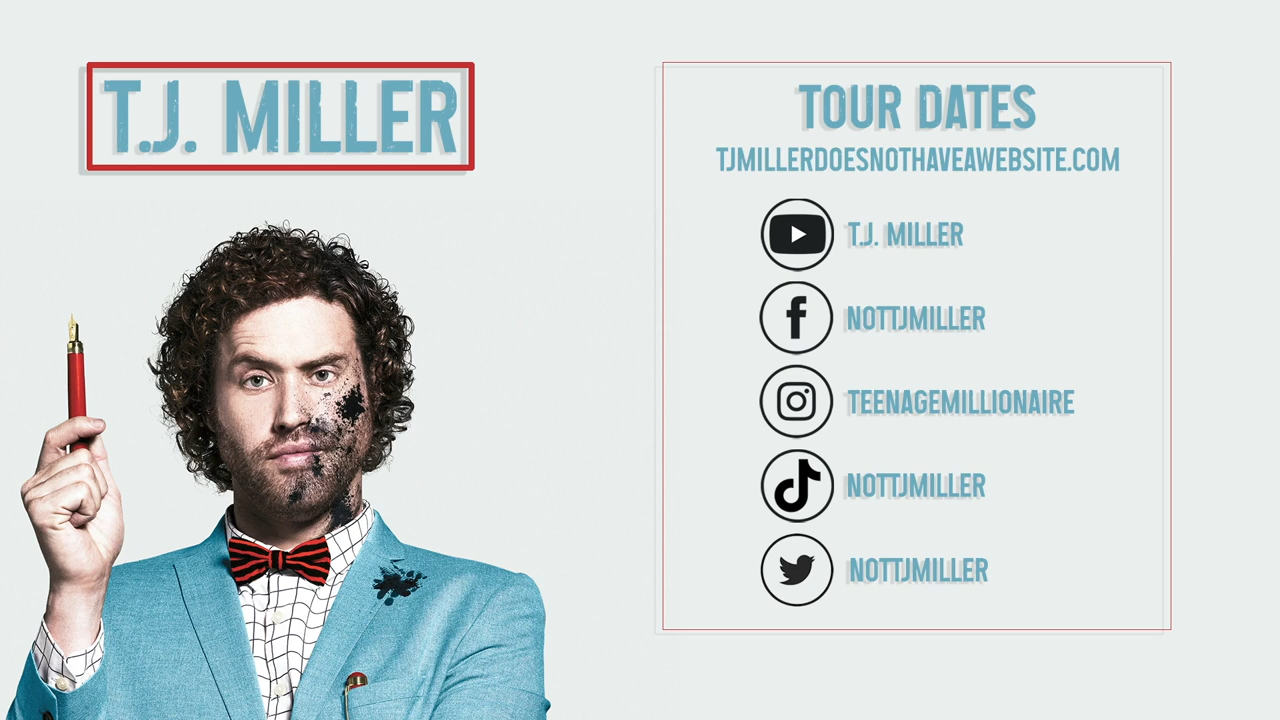 T.J. MILLER
TOUR DATES
TJMILLERDOESNOTHAVEAWEBSITE.COM
T.J. MILLER
NOTTJMILLER
TEENAGEMILLIONAIRE
NOTTJMILLER
NOTTJMILLER